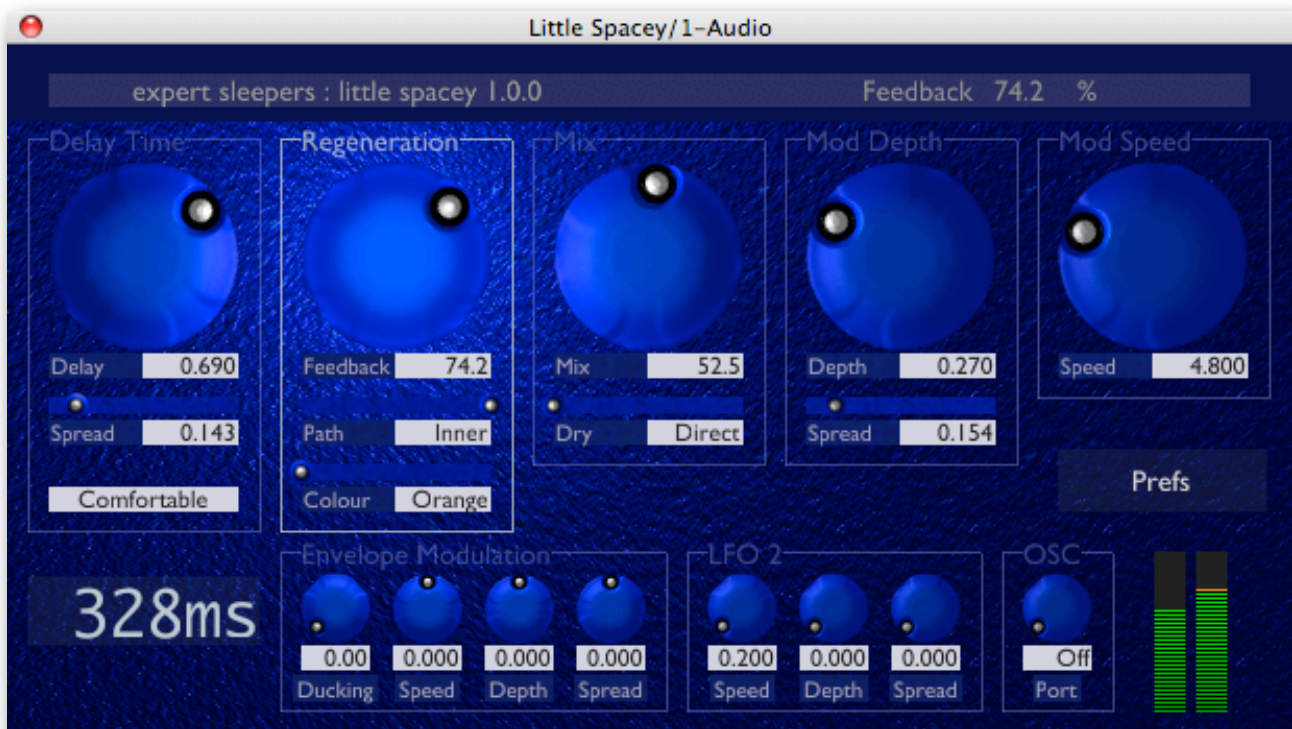 Little Spacey/1-Audio
expert sleepers : little spacey 1.0.0 Feedback 74.2 %
Delay Time Regeneration Mix Mod Depth Mod Speed
Delay 0.690 Feedback 74.2 Mix 52.5 Depth 0.270 Speed 4.800
Spread 0.143 Path Inner Dry Direct Spread 0.154
Comfortable Colour Orange Prefs
Envelope Modulation LFO 2 OSC
328ms
0.00 0.000 0.000 0.000 0.200 0.000 0.000 Off
Ducking Speed Depth Spread Speed Depth Spread Port